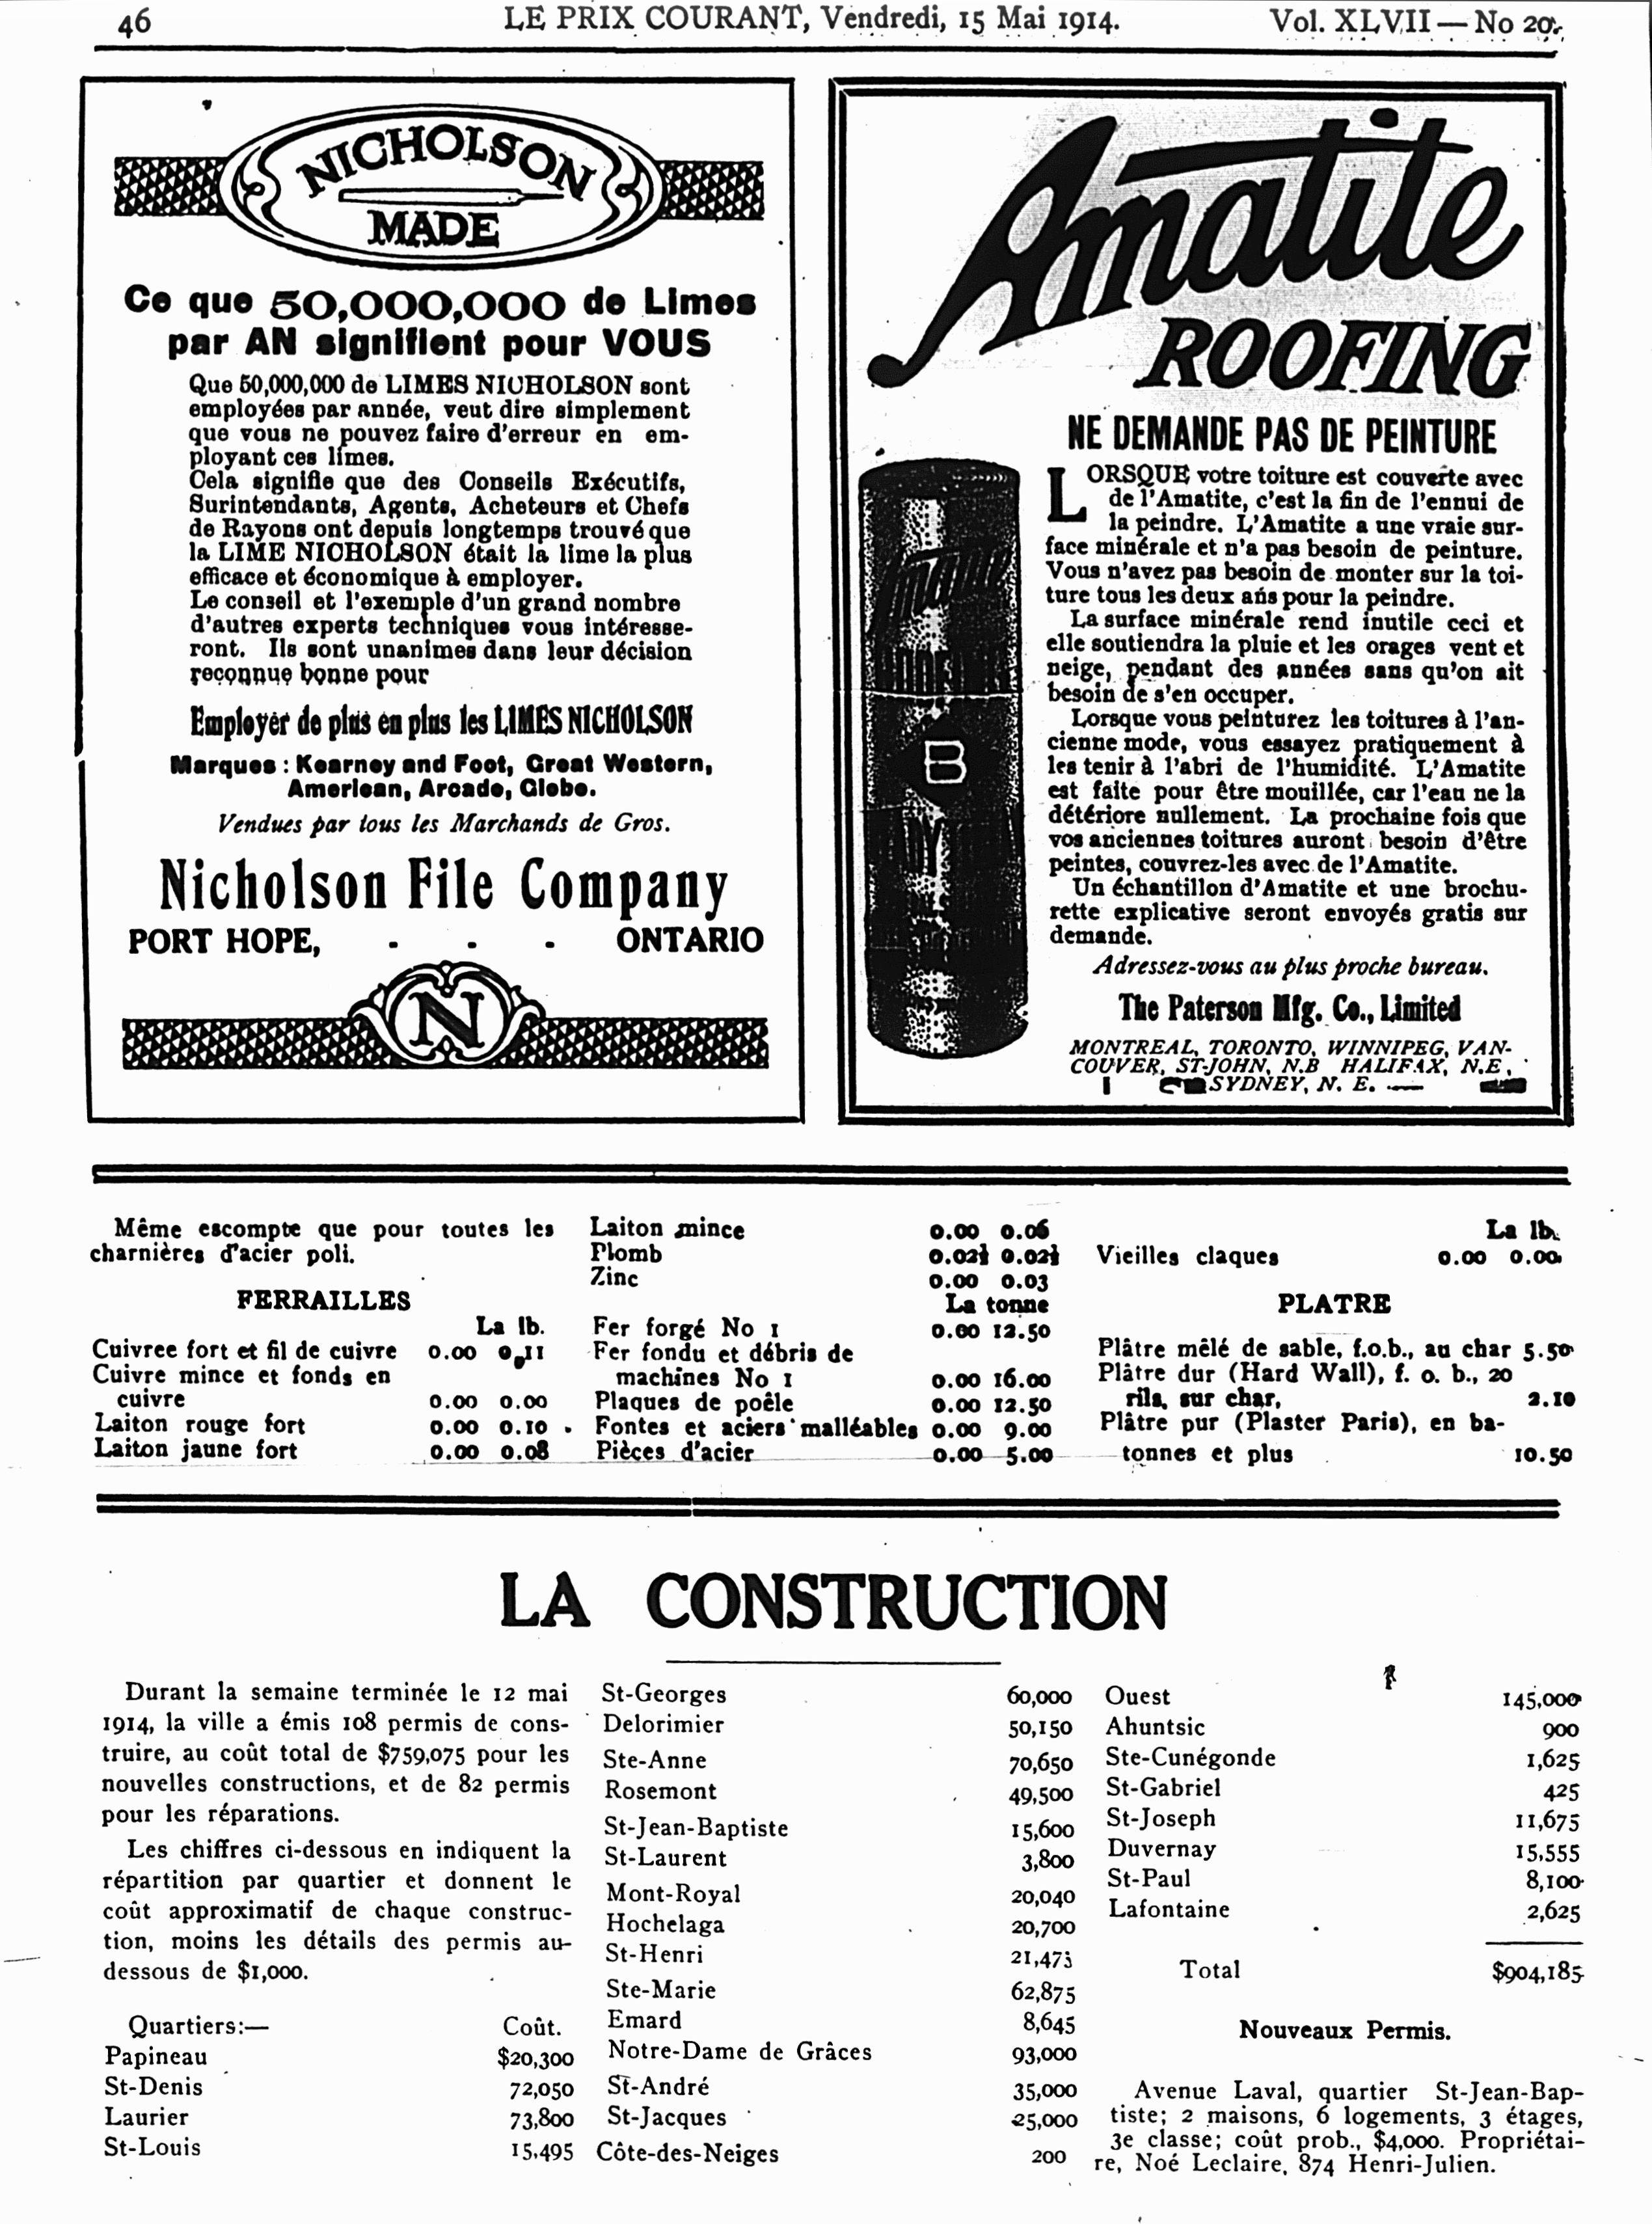 46
LE PRIX COURANT, Vendredi, 15 Mai 1914.
Vol. XLVII — No 20.
NICHOLSON
MADE
Ce que 50,000,000 de Limes
par AN signifient pour VOUS
Que 50,000,000 de LIMES NICHOLSON sont
employées par année, veut dire simplement
que vous ne pouvez faire d'erreur en em-
ployant ces limes.
Cela signifie que des Conseils Exécutifs,
Surintendants, Agents, Acheteurs et Chefs
de Rayons ont depuis longtemps trouvé que
la LIME NICHOLSON était la lime la plus
efficace et économique à employer.
Le conseil et l'exemple d'un grand nombre
d'autres experts techniques vous intéresse-
ront. Ils sont unanimes dans leur décision
reconnue bonne pour
Employer de plus en plus les LIMES NICHOLSON
Marques : Kearney and Foot, Great Western,
American, Arcade, Globe.
Vendues par tous les Marchands de Gros.
Nicholson File Company
PORT HOPE, - - - ONTARIO
N
Amatite
ROOFING
NE DEMANDE PAS DE PEINTURE
LORSQUE votre toiture est couverte avec
de l'Amatite, c'est la fin de l'ennui de
la peindre. L'Amatite a une vraie sur-
face minérale et n'a pas besoin de peinture.
Vous n'avez pas besoin de monter sur la toi-
ture tous les deux ans pour la peindre.
La surface minérale rend inutile ceci et
elle soutiendra la pluie et les orages vent et
neige, pendant des années sans qu'on ait
besoin de s'en occuper.
Lorsque vous peinturez les toitures à l'an-
cienne mode, vous essayez pratiquement à
les tenir à l'abri de l'humidité. L'Amatite
est faite pour être mouillée, car l'eau ne la
détériore nullement. La prochaine fois que
vos anciennes toitures auront besoin d'être
peintes, couvrez-les avec de l'Amatite.
Un échantillon d'Amatite et une brochu-
rette explicative seront envoyés gratis sur
demande.
Adressez-vous au plus proche bureau.
The Paterson Mfg. Co., Limited
MONTREAL, TORONTO, WINNIPEG, VAN-
COUVER, ST-JOHN, N.B HALIFAX, N.E,
SYDNEY, N. E.
Amatite
B
Même escompte que pour toutes les
charnières d'acier poli.
FERRAILLES
La lb.
Cuivree fort et fil de cuivre 0.00 0.11
Cuivre mince et fonds en
cuivre 0.00 0.00
Laiton rouge fort 0.00 0.10
Laiton jaune fort 0.00 0.08
Laiton mince 0.00 0.06
Plomb
Zinc 0.00 0.03
La tonne
Fer forgé No 1 0.00 12.50
Fer fondu et débris de
machines No 1 0.00 16.00
Plaques de poêle 0.00 12.50
Fontes et aciers malléables 0.00 9.00
Pièces d'acier 0.00 5.00
La lb.
Vieilles claques 0.00 0.00
PLATRE
Plâtre mêlé de sable, f.o.b., au char 5.50
Plâtre dur (Hard Wall), f. o. b., 20
rils, sur char, 2.10
Plâtre pur (Plaster Paris), en ba-
tonnes et plus 10.50
LA CONSTRUCTION
Durant la semaine terminée le 12 mai
1914, la ville a émis 108 permis de cons-
truire, au coût total de $759,075 pour les
nouvelles constructions, et de 82 permis
pour les réparations.
Les chiffres ci-dessous en indiquent la
répartition par quartier et donnent le
coût approximatif de chaque construc-
tion, moins les détails des permis au-
dessous de $1,000.
Quartiers:— Coût.
Papineau $20,300
St-Denis 72,050
Laurier 73,800
St-Louis 15,495
St-Georges 60,000
Delorimier 50,150
Ste-Anne 70,650
Rosemont 49,500
St-Jean-Baptiste 15,600
St-Laurent 3,800
Mont-Royal 20,040
Hochelaga 20,700
St-Henri 21,473
Ste-Marie 62,875
Emard 8,645
Notre-Dame de Grâces 93,000
St-André 35,000
St-Jacques 25,000
Côte-des-Neiges 200
Ouest 145,000
Ahuntsic 900
Ste-Cunégonde 1,625
St-Gabriel 425
St-Joseph 11,675
Duvernay 15,555
St-Paul 8,100
Lafontaine 2,625
Total $904,185
Nouveaux Permis.
Avenue Laval, quartier St-Jean-Bap-
tiste; 2 maisons, 6 logements, 3 étages,
3e classe; coût prob., $4,000. Propriétai-
re, Noé Leclaire, 874 Henri-Julien.